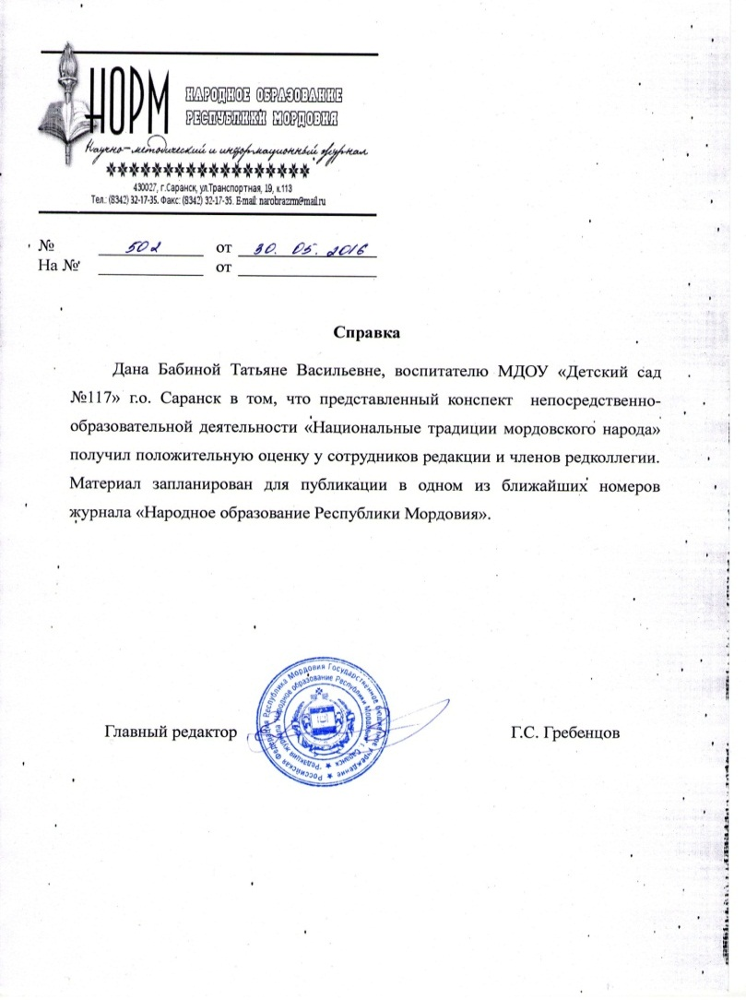 НОРМ
НАРОДНОЕ ОБРАЗОВАНИЕ
РЕСПУБЛИКИ МОРДОВИЯ
Научно-методический и информационный журнал
430027, г.Саранск, ул.Транспортная, 19, к.113
Тел.: (8342) 32-17-35. Факс: (8342) 32-17-35. E-mail: narobrazrm@mail.ru
№ 502 от 30. 05. 2016
На № от
Справка
Дана Бабиной Татьяне Васильевне, воспитателю МДОУ «Детский сад
№117» г.о. Саранск в том, что представленный конспект непосредственно-
образовательной деятельности «Национальные традиции мордовского народа»
получил положительную оценку у сотрудников редакции и членов редколлегии.
Материал запланирован для публикации в одном из ближайших номеров
журнала «Народное образование Республики Мордовия».
Российская Федерация Республика Мордовия Государственное бюджетное учреждение
"Редакция журнала "Народное образование Республики Мордовия" г. Саранск
Главный редактор
Г.С. Гребенцов